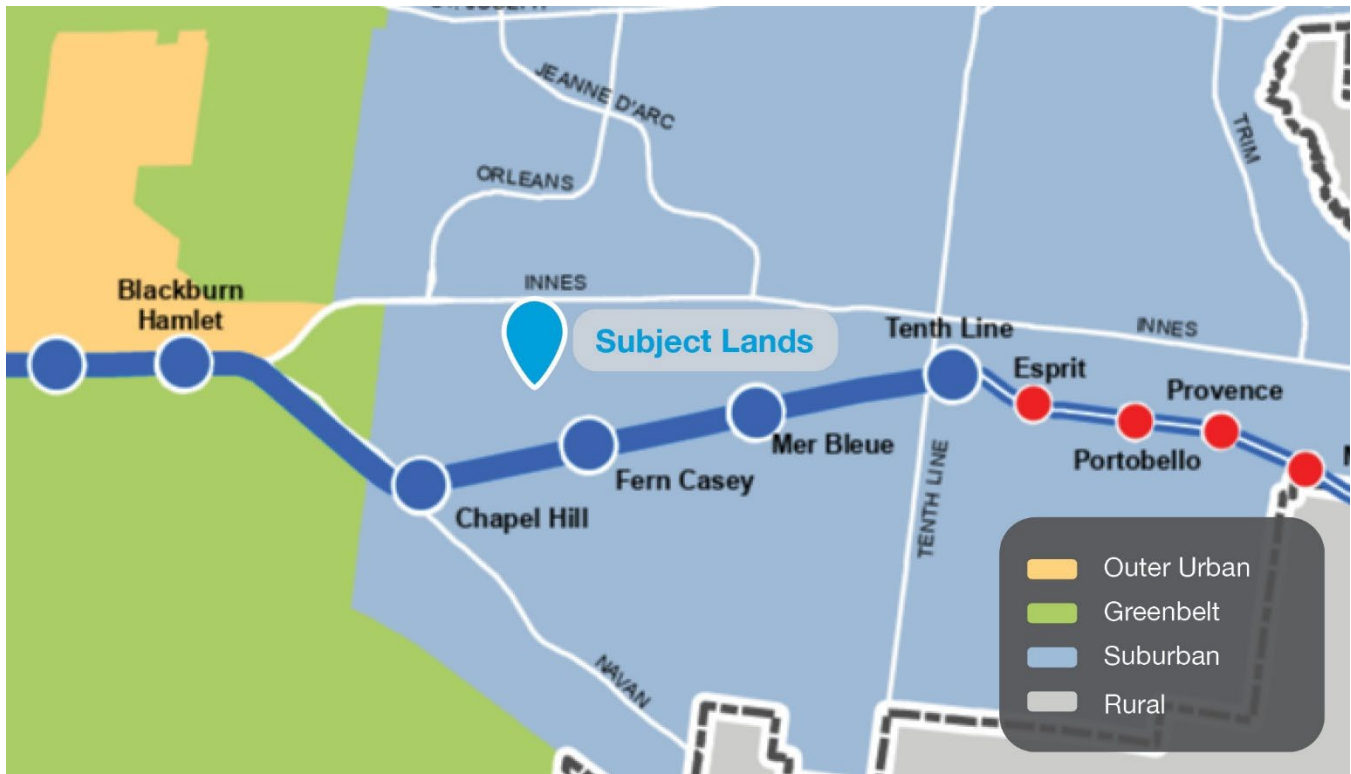 JEANNE D'ARC
ORLEANS
TRIM
INNES
Blackburn
Hamlet
Subject Lands
Tenth Line
INNES
Esprit
Provence
Mer Bleue
Portobello
Fern Casey
Chapel Hill
TENTH LINE
NAVAN
Outer Urban
Greenbelt
Suburban
Rural